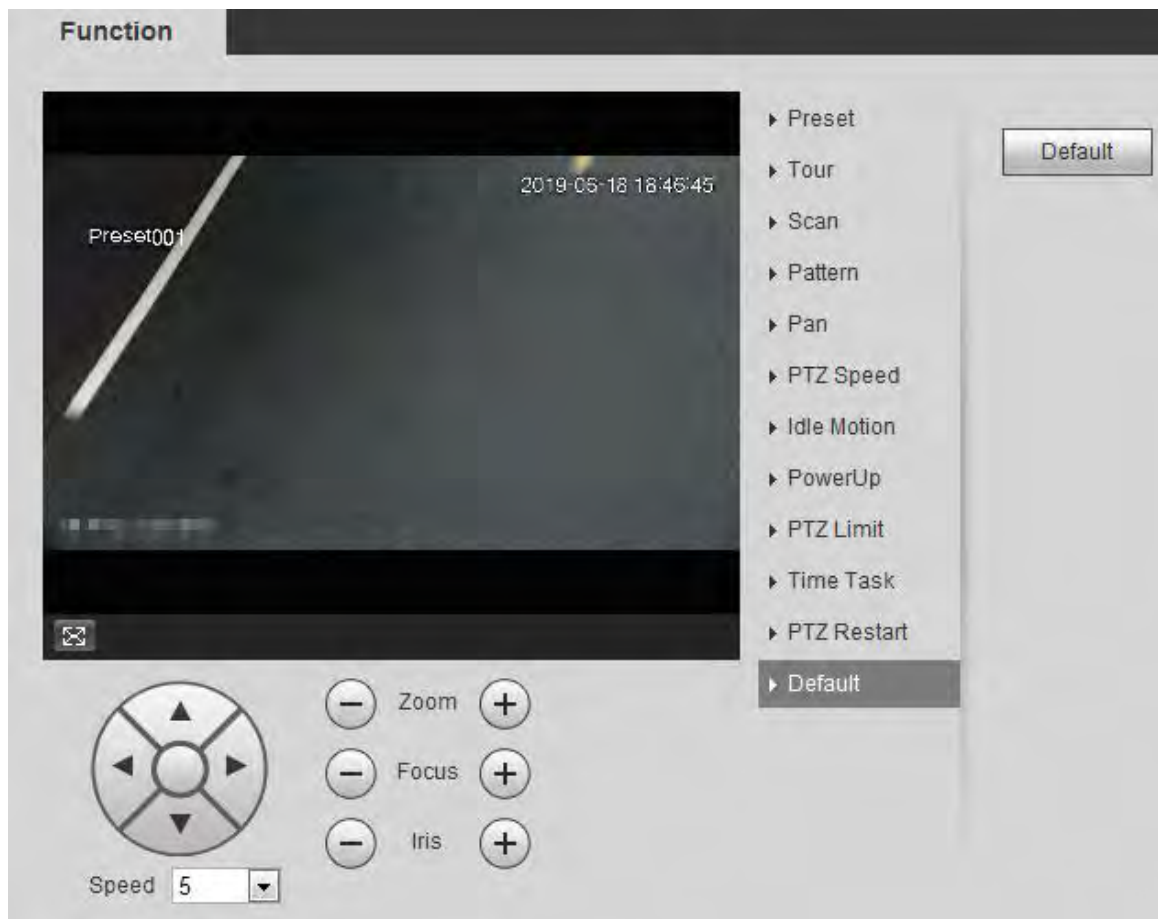 Function
2019-05-18 18:46:45
Preset001
Preset
Tour
Scan
Pattern
Pan
PTZ Speed
Idle Motion
PowerUp
PTZ Limit
Time Task
PTZ Restart
Default
Default
Zoom
Focus
Iris
Speed 5